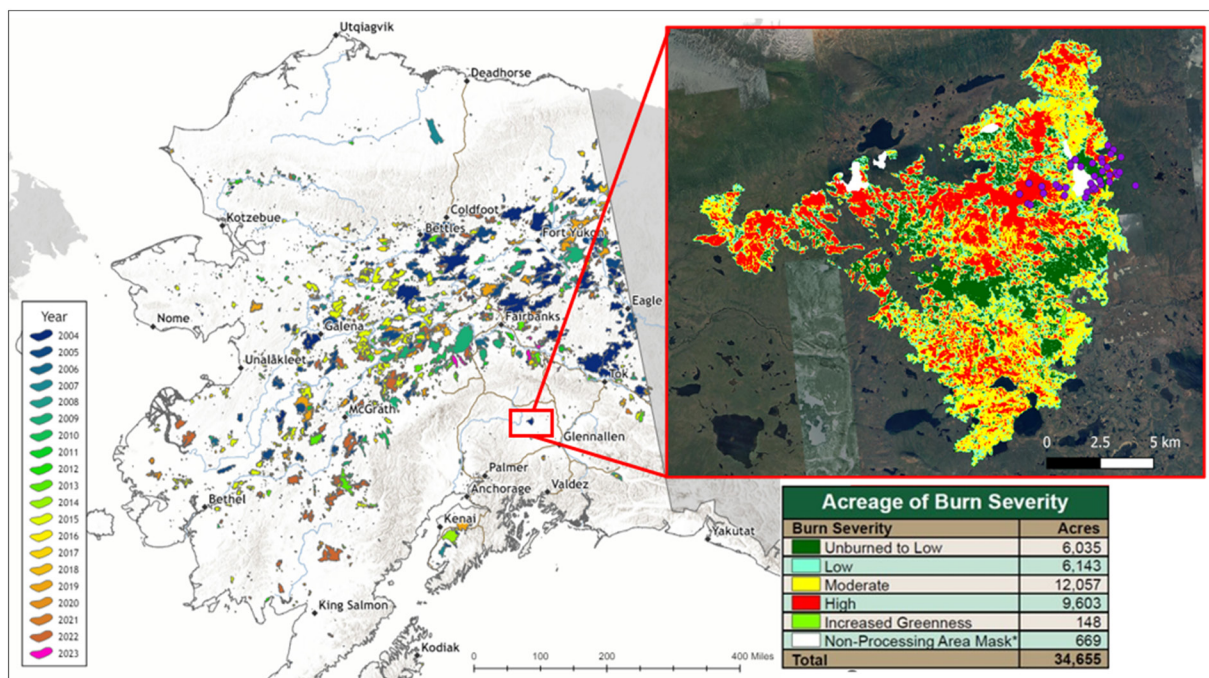 Utqiagvik
Deadhorse
Coldfoot
Kotzebue
Bettles
Fort Yukon
Eagle
Nome
Galena
Fairbanks
Unalakleet
Tok
McGrath
Glennallen
Palmer
Anchorage
Valdez
Bethel
Kenai
Yakutat
King Salmon
Kodiak
Year
2004
2005
2006
2007
2008
2009
2010
2011
2012
2013
2014
2015
2016
2017
2018
2019
2020
2021
2022
2023
0 100 200 400 Miles
0 2.5 5 km
Acreage of Burn Severity
Burn Severity Acres
Unburned to Low 6,035
Low 6,143
Moderate 12,057
High 9,603
Increased Greenness 148
Non-Processing Area Mask* 669
Total 34,655